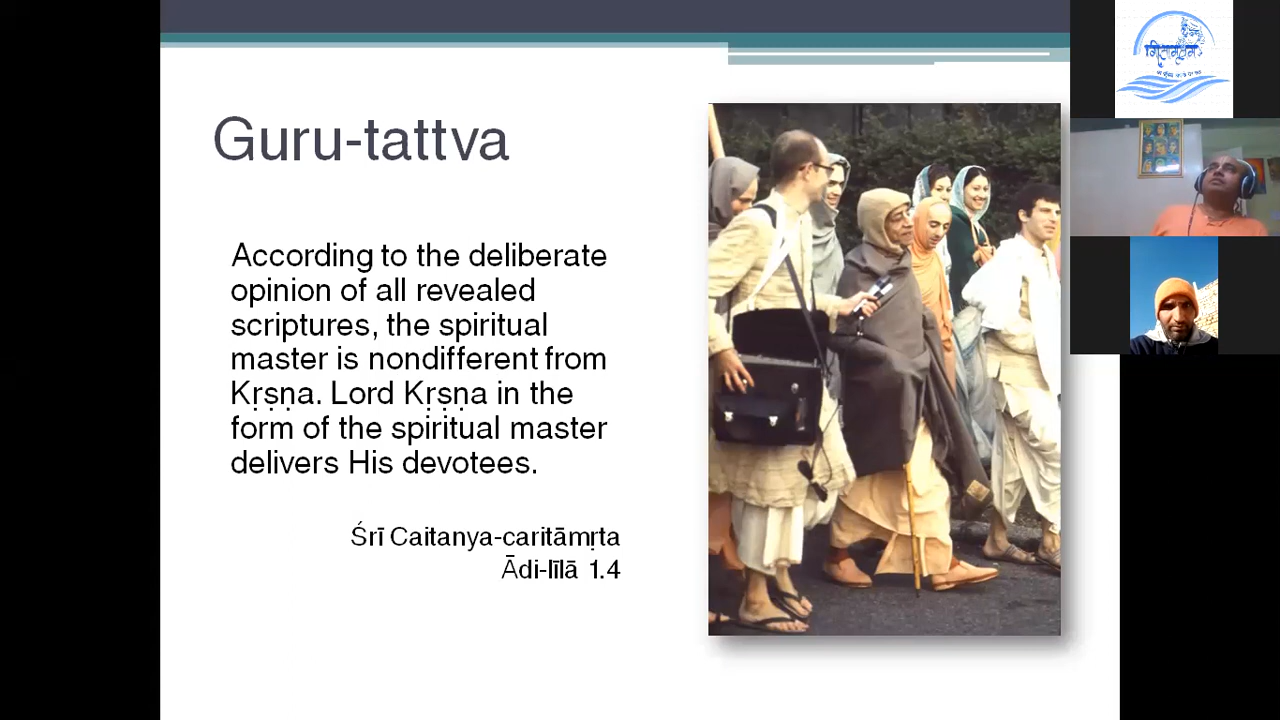 Guru-tattva
According to the deliberate
opinion of all revealed
scriptures, the spiritual
master is nondifferent from
Kṛṣṇa. Lord Kṛṣṇa in the
form of the spiritual master
delivers His devotees.
Śrī Caitanya-caritāmṛta
Ādi-līlā 1.4